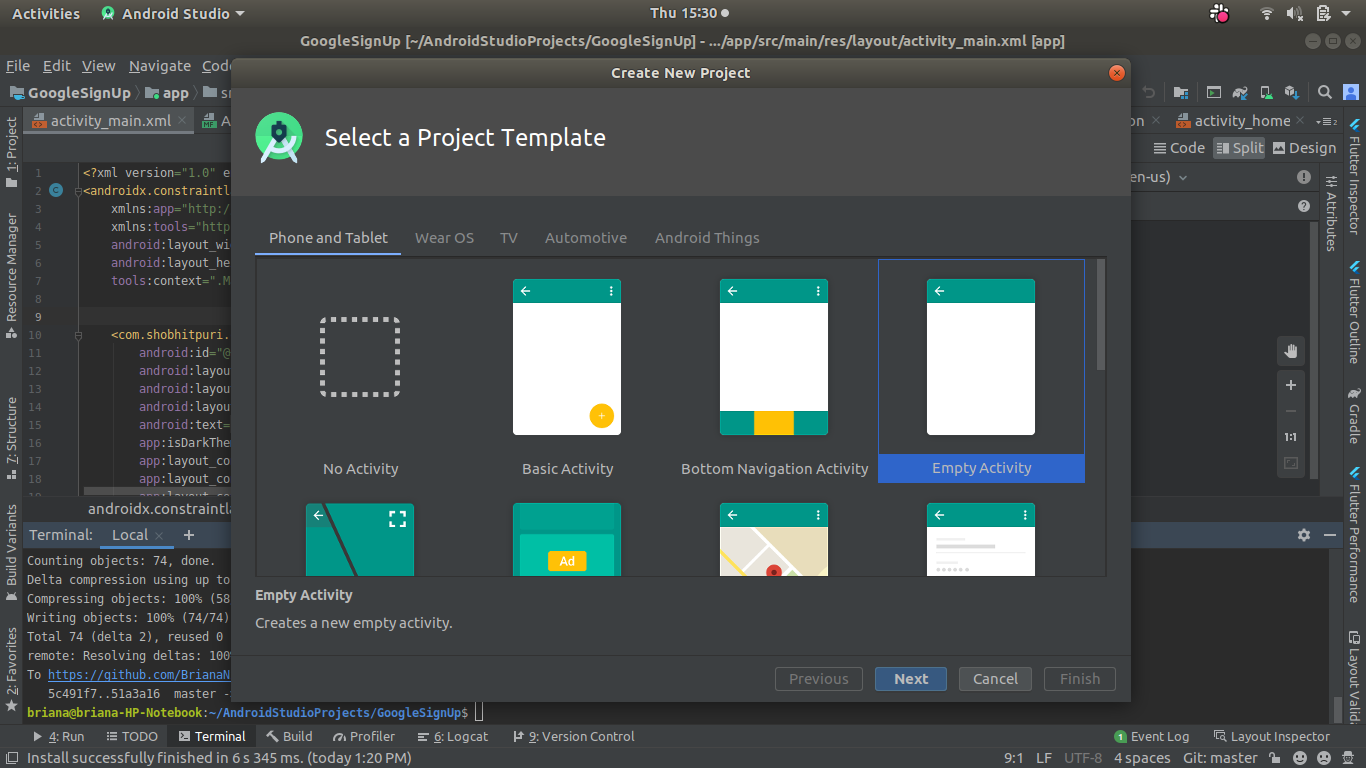 Activities Android Studio Thu 15:30
GoogleSignUp [~/AndroidStudioProjects/GoogleSignUp] - .../app/src/main/res/layout/activity_main.xml [app]
File Edit View Navigate
Create New Project
GoogleSignUp app
activity_main.xml
activity_home
Select a Project Template
Code Split Design
en-us)
1: Project
Resource Manager
7: Structure
Build Variants
2: Favorites
1 <?xml version="1.0"
2 <androidx.constraintl
3 xmlns:app="http:/
4 xmlns:tools="http
5 android:layout_wi
6 android:layout_he
7 tools:context=".M
8
9
10 <com.shobhitpuri.
11 android:id="@
12 android:layou
13 android:layou
14 android:layou
15 android:text=
16 app:isDarkThe
17 app:layout_co
18 app:layout_co
androidx.constraintla
Phone and Tablet Wear OS TV Automotive Android Things
No Activity Basic Activity Bottom Navigation Activity Empty Activity
Ad
Empty Activity
Creates a new empty activity.
Previous Next Cancel Finish
Attributes
1:1
Flutter Inspector
Flutter Outline
Gradle
Flutter Performance
Layout Valida
Terminal: Local
Counting objects: 74, done.
Delta compression using up to
Compressing objects: 100% (58
Writing objects: 100% (74/74)
Total 74 (delta 2), reused 0
remote: Resolving deltas: 100%
To https://github.com/BrianaN
5c491f7..51a3a16 master -
briana@briana-HP-Notebook:~/AndroidStudioProjects/GoogleSignUp$
4: Run TODO Terminal Build Profiler 6: Logcat 9: Version Control 1 Event Log Layout Inspector
Install successfully finished in 6 s 345 ms. (today 1:20 PM) 9:1 LF UTF-8 4 spaces Git: master